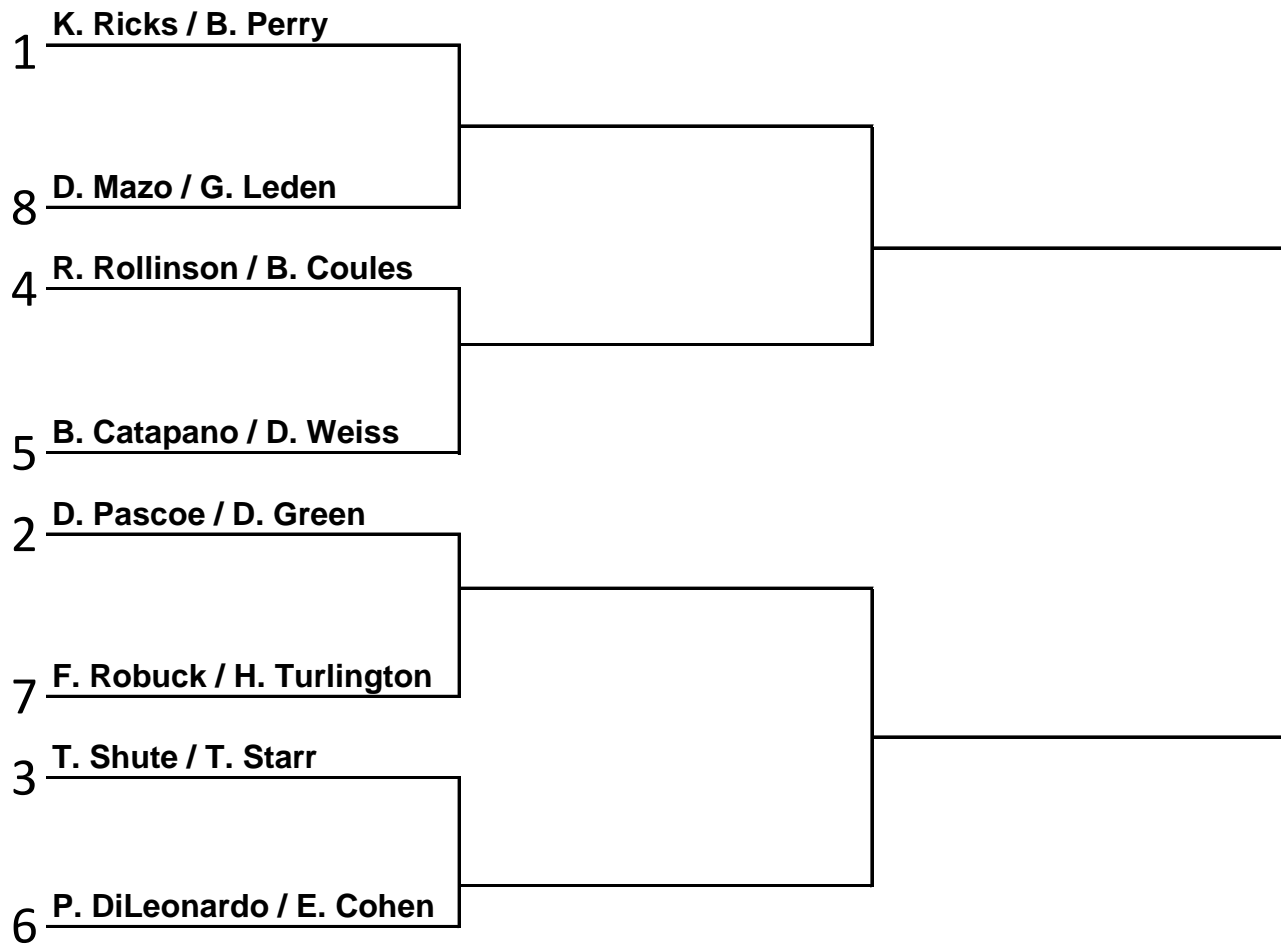 K. Ricks / B. Perry
1
D. Mazo / G. Leden
8
R. Rollinson / B. Coules
4
B. Catapano / D. Weiss
5
D. Pascoe / D. Green
2
F. Robuck / H. Turlington
7
T. Shute / T. Starr
3
P. DiLeonardo / E. Cohen
6